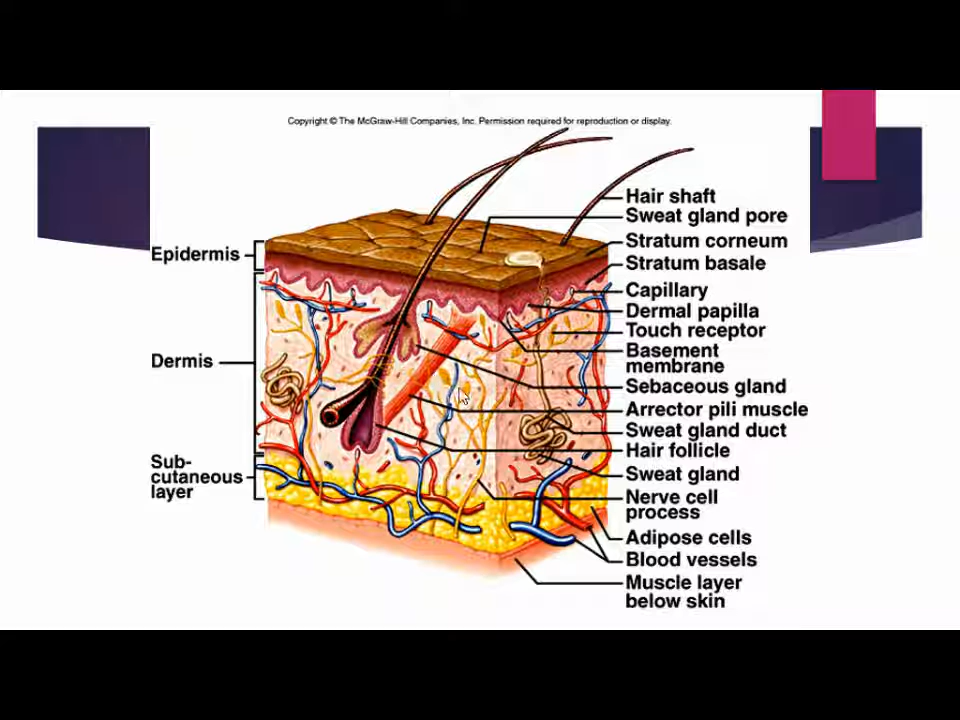 Copyright © The McGraw-Hill Companies, Inc. Permission required for reproduction or display.
Hair shaft
Sweat gland pore
Stratum corneum
Stratum basale
Capillary
Dermal papilla
Touch receptor
Basement
membrane
Sebaceous gland
Arrector pili muscle
Sweat gland duct
Hair follicle
Sweat gland
Nerve cell
process
Adipose cells
Blood vessels
Muscle layer
below skin
Epidermis
Dermis
Sub-
cutaneous
layer